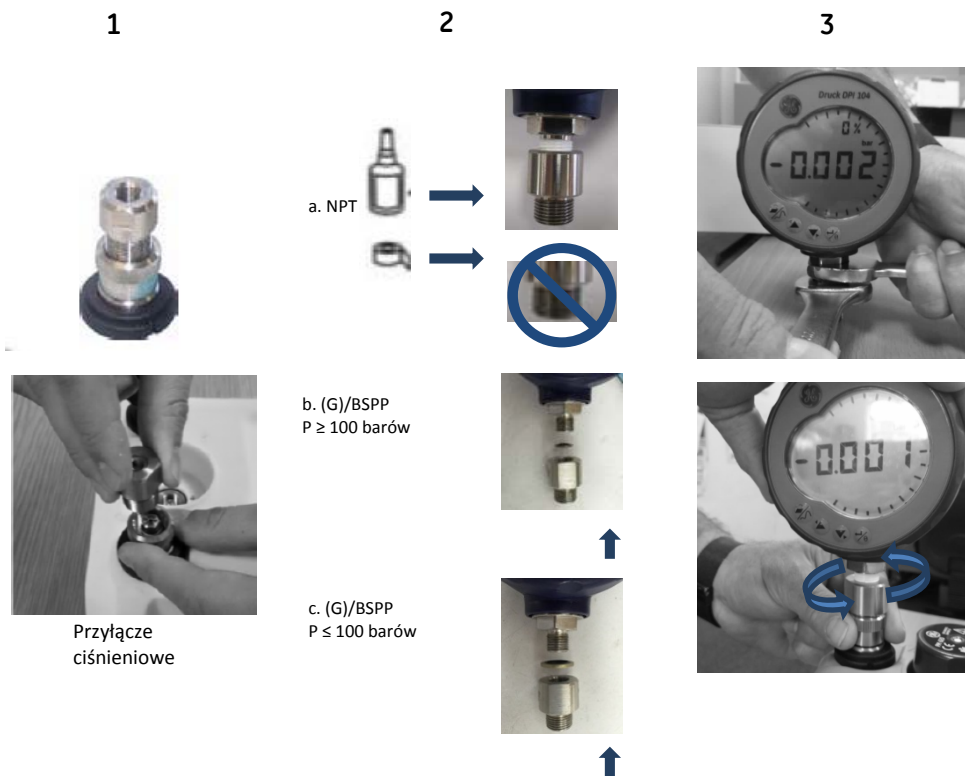 1
2
3
Druck DPI 104
0%
bar
-0.002
a. NPT
b. (G)/BSPP
P ≥ 100 barów
-0.001
c. (G)/BSPP
P ≤ 100 barów
Przyłącze
ciśnieniowe